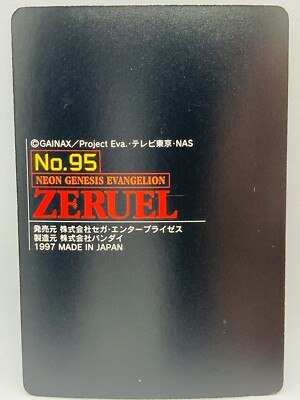 ©GAINAX／Project Eva.・テレビ東京・NAS
No.95
NEON GENESIS EVANGELION
ZERUEL
発売元 株式会社セガ・エンタープライゼス
製造元 株式会社バンダイ
1997 MADE IN JAPAN